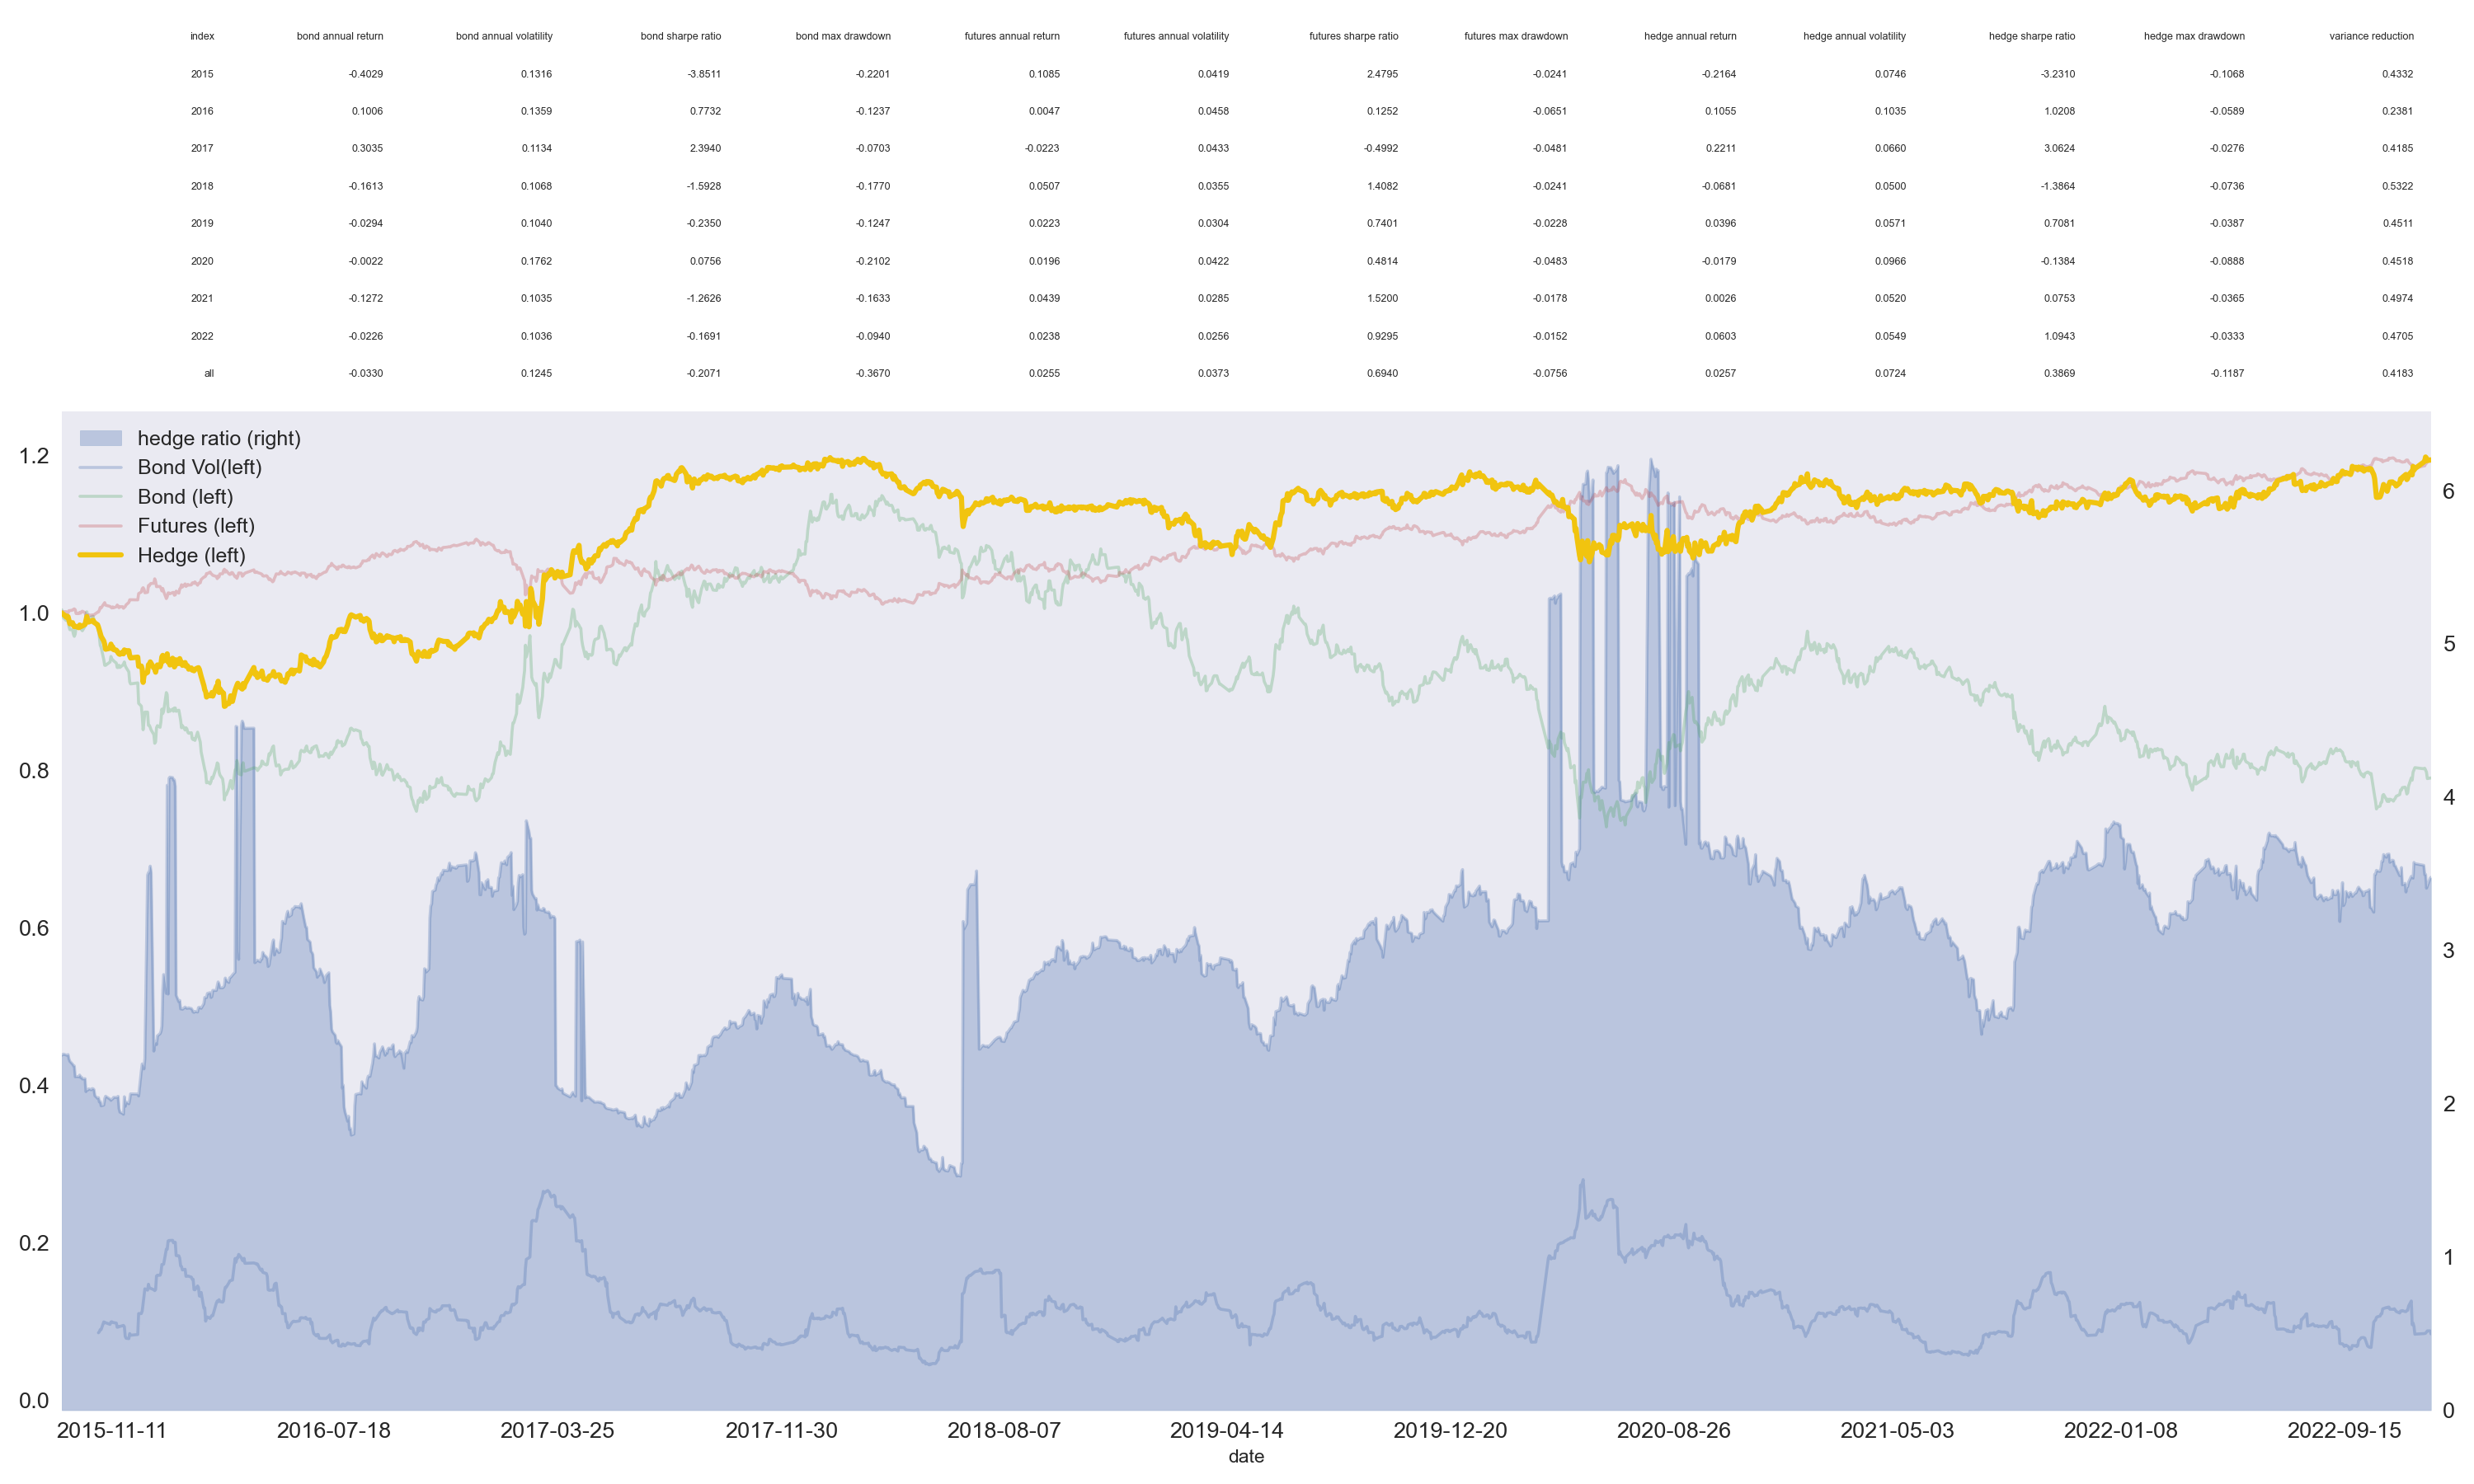 index bond annual return bond annual volatility bond sharpe ratio bond max drawdown futures annual return futures annual volatility futures sharpe ratio futures max drawdown hedge annual return hedge annual volatility hedge sharpe ratio hedge max drawdown variance reduction
2015 -0.4029 0.1316 -3.8511 -0.2201 0.1085 0.0419 2.4795 -0.0241 -0.2164 0.0746 -3.2310 -0.1068 0.4332
2016 0.1006 0.1359 0.7732 -0.1237 0.0047 0.0458 0.1252 -0.0651 0.1055 0.1035 1.0208 -0.0589 0.2381
2017 0.3035 0.1134 2.3940 -0.0703 -0.0223 0.0433 -0.4992 -0.0481 0.2211 0.0660 3.0624 -0.0276 0.4185
2018 -0.1613 0.1068 -1.5928 -0.1770 0.0507 0.0355 1.4082 -0.0241 -0.0681 0.0500 -1.3864 -0.0736 0.5322
2019 -0.0294 0.1040 -0.2350 -0.1247 0.0223 0.0304 0.7401 -0.0228 0.0396 0.0571 0.7081 -0.0387 0.4511
2020 -0.0022 0.1762 0.0756 -0.2102 0.0196 0.0422 0.4814 -0.0483 -0.0179 0.0966 -0.1384 -0.0888 0.4518
2021 -0.1272 0.1035 -1.2626 -0.1633 0.0439 0.0285 1.5200 -0.0178 0.0026 0.0520 0.0753 -0.0365 0.4974
2022 -0.0226 0.1036 -0.1691 -0.0940 0.0238 0.0256 0.9295 -0.0152 0.0603 0.0549 1.0943 -0.0333 0.4705
all -0.0330 0.1245 -0.2071 -0.3670 0.0255 0.0373 0.6940 -0.0756 0.0257 0.0724 0.3869 -0.1187 0.4183
hedge ratio (right)
Bond Vol(left)
Bond (left)
Futures (left)
Hedge (left)
1.2
1.0
0.8
0.6
0.4
0.2
0.0
6
5
4
3
2
1
0
2015-11-11 2016-07-18 2017-03-25 2017-11-30 2018-08-07 2019-04-14 2019-12-20 2020-08-26 2021-05-03 2022-01-08 2022-09-15
date